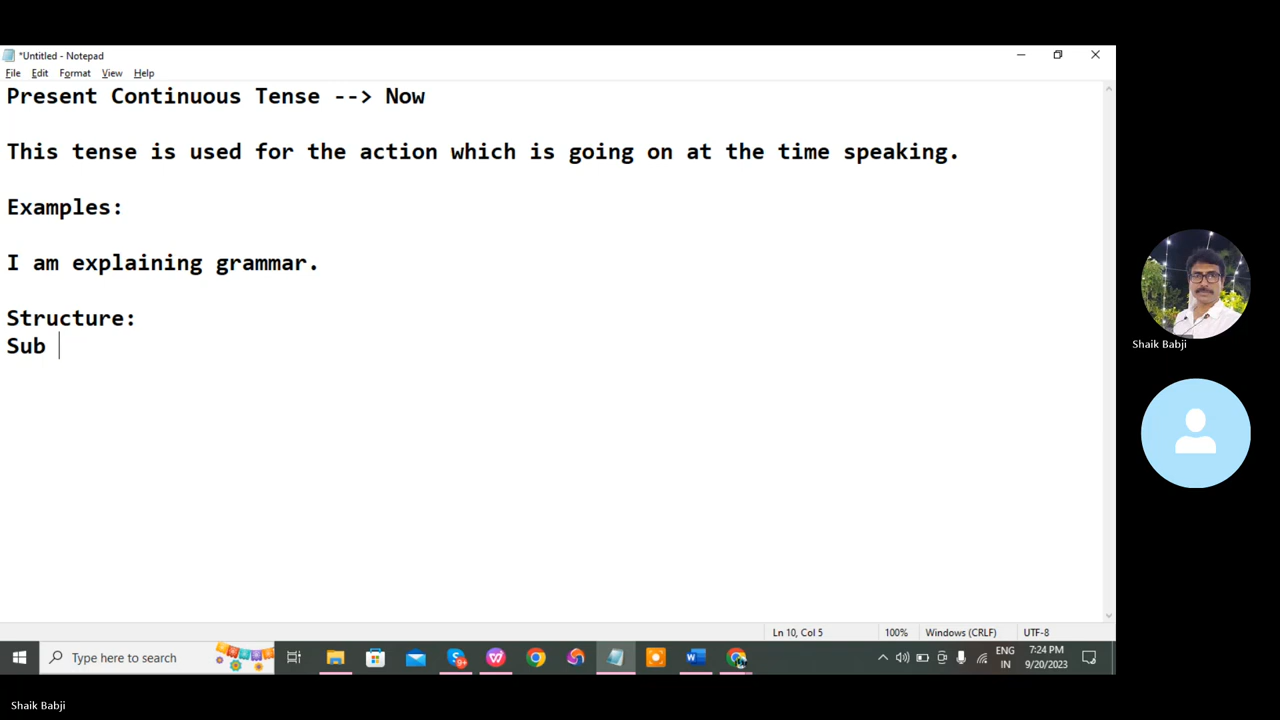 *Untitled - Notepad
File Edit Format View Help
Present Continuous Tense --> Now
This tense is used for the action which is going on at the time speaking.
Examples:
I am explaining grammar.
Structure:
Sub
Shaik Babji
Ln 10, Col 5 100% Windows (CRLF) UTF-8
Type here to search
ENG
IN
7:24 PM
9/20/2023
Shaik Babji